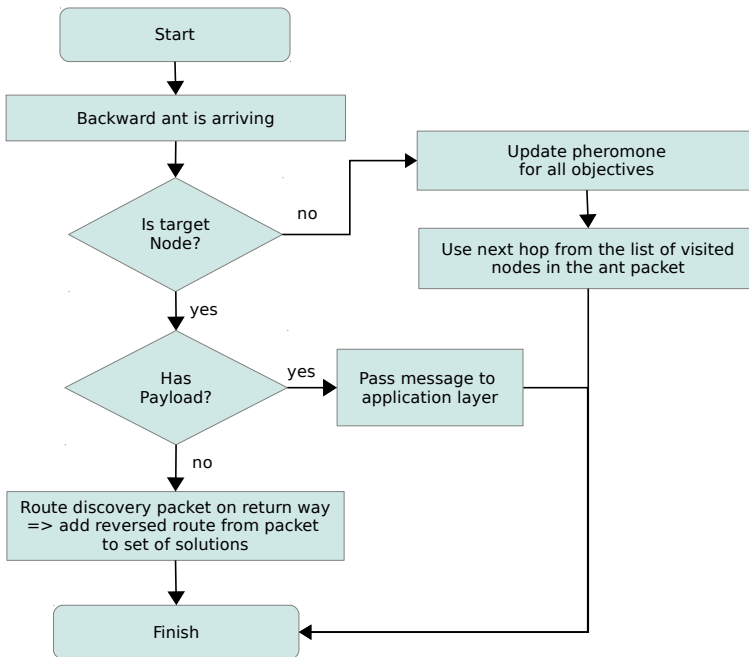 Start
Backward ant is arriving
Is target
Node?
no
Update pheromone
for all objectives
Use next hop from the list of visited
nodes in the ant packet
yes
Has
Payload?
yes
Pass message to
application layer
no
Route discovery packet on return way
=> add reversed route from packet
to set of solutions
Finish